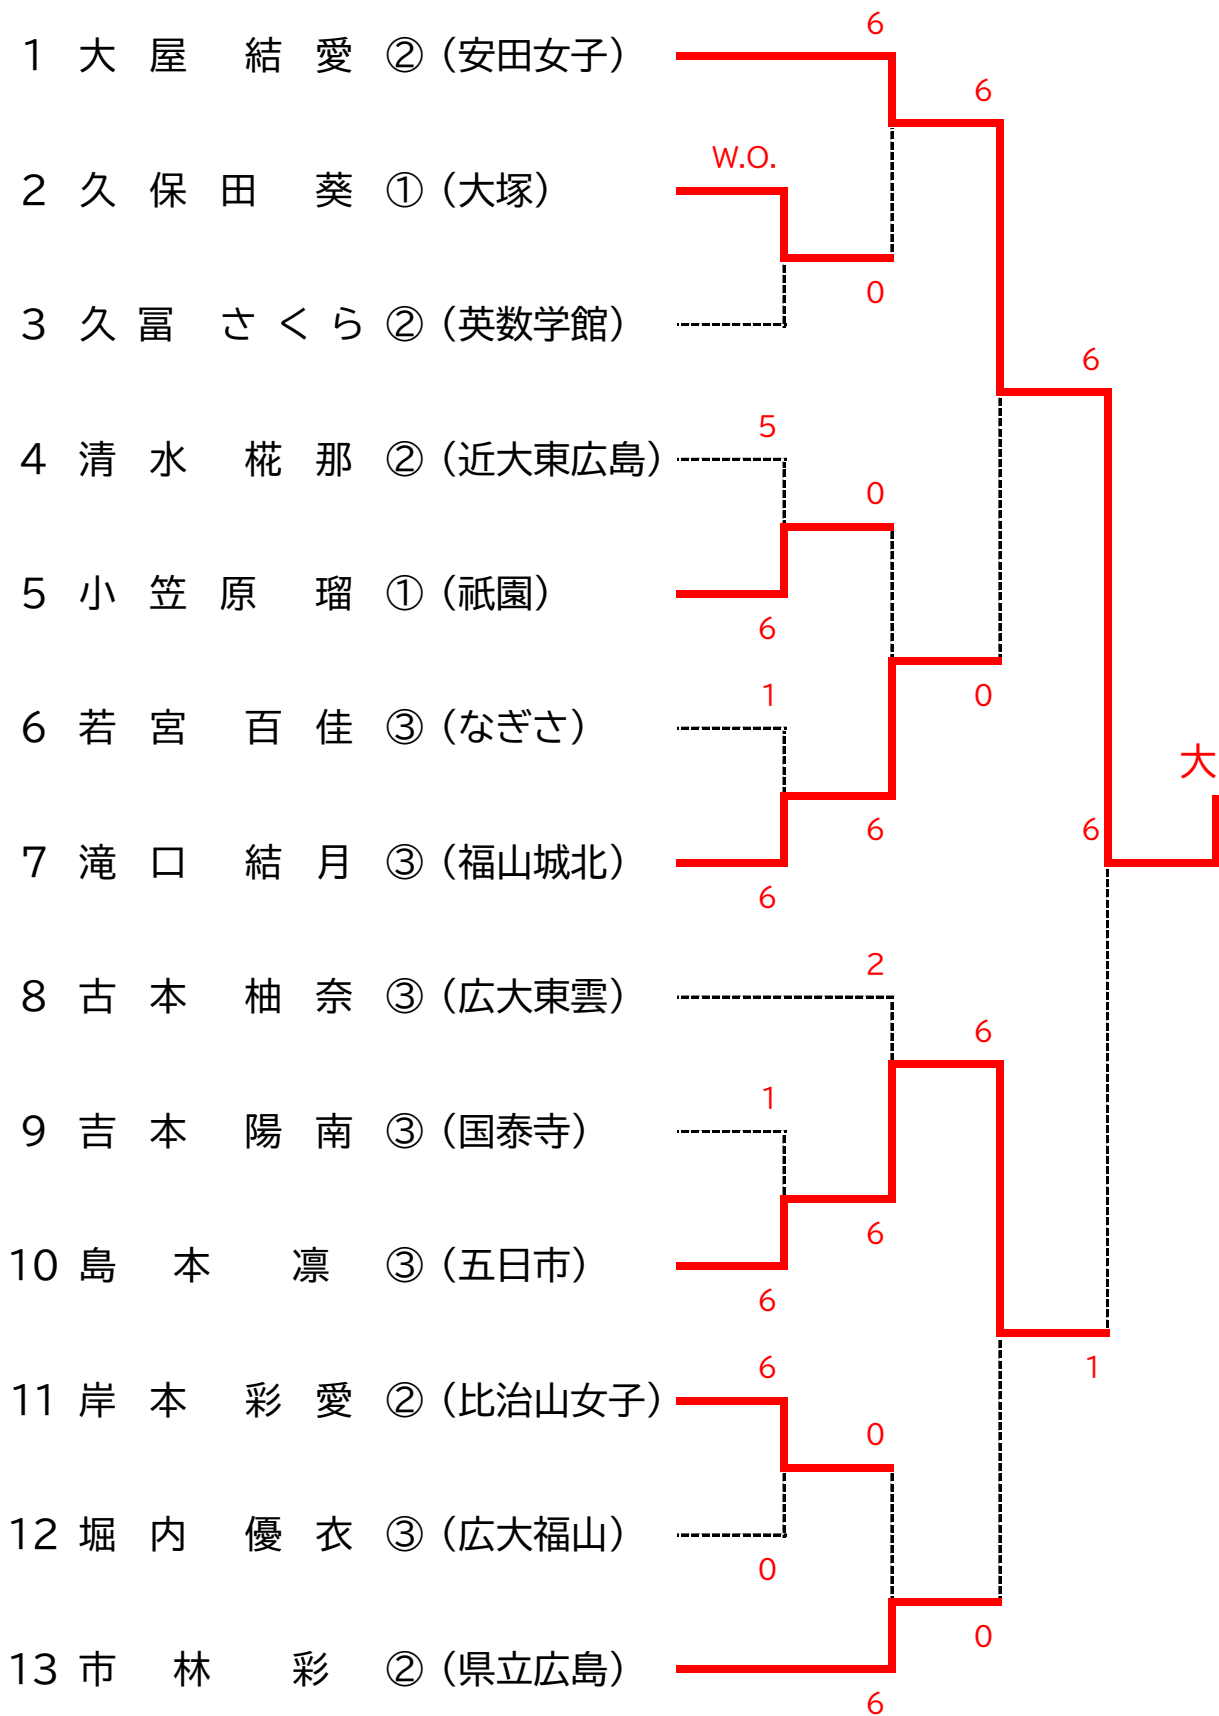 6
1 大屋 結愛 ② (安田女子)
6
W.O.
2 久保田 葵 ① (大塚)
0
3 久冨 さくら ② (英数学館)
6
5
4 清水 椛那 ② (近大東広島)
0
5 小笠原 瑠 ① (祇園)
6
1
0
6 若宮 百佳 ③ (なぎさ)
大
6
6
7 滝口 結月 ③ (福山城北)
6
2
8 古本 柚奈 ③ (広大東雲)
6
1
9 吉本 陽南 ③ (国泰寺)
6
10 島本 凛 ③ (五日市)
6
6
1
11 岸本 彩愛 ② (比治山女子)
0
12 堀内 優衣 ③ (広大福山)
0
0
13 市林 彩 ② (県立広島)
6